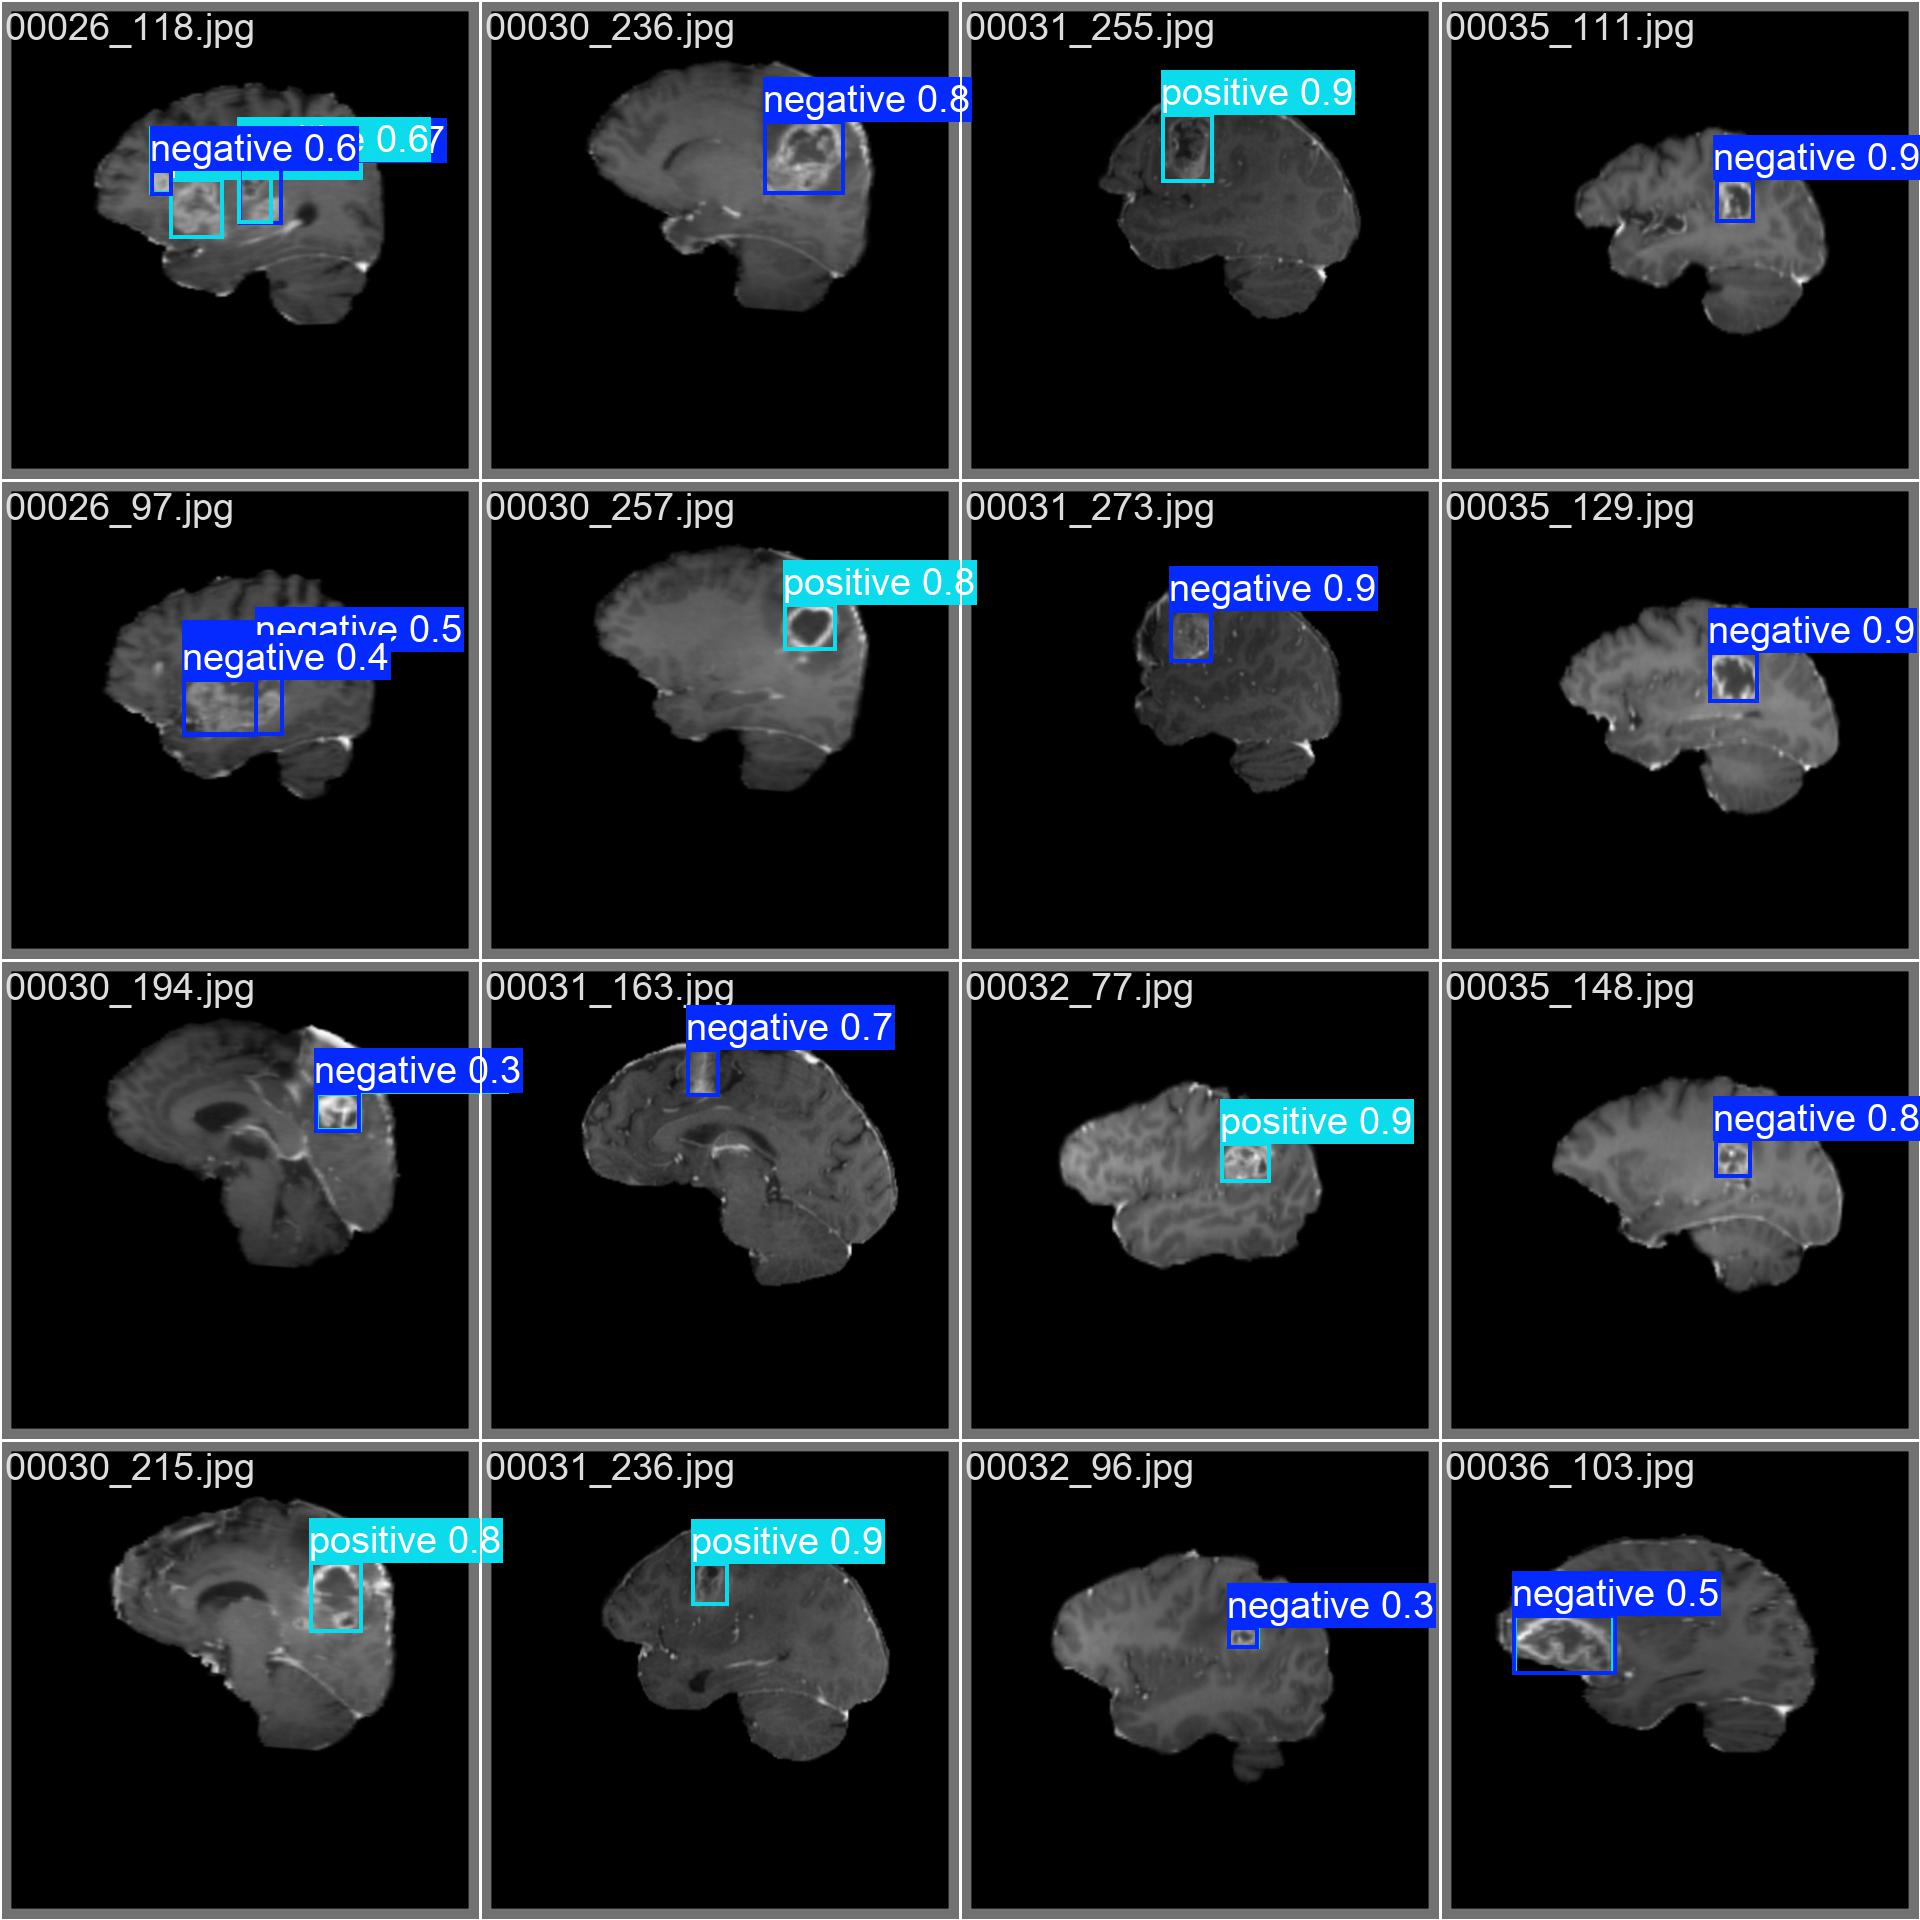 00026_118.jpg
negative 0.6
0.6
7
00030_236.jpg
negative 0.8
00031_255.jpg
positive 0.9
00035_111.jpg
negative 0.9
00026_97.jpg
negative 0.5
negative 0.4
00030_257.jpg
positive 0.8
00031_273.jpg
negative 0.9
00035_129.jpg
negative 0.9
00030_194.jpg
negative 0.3
00031_163.jpg
negative 0.7
00032_77.jpg
positive 0.9
00035_148.jpg
negative 0.8
00030_215.jpg
positive 0.8
00031_236.jpg
positive 0.9
00032_96.jpg
negative 0.3
00036_103.jpg
negative 0.5